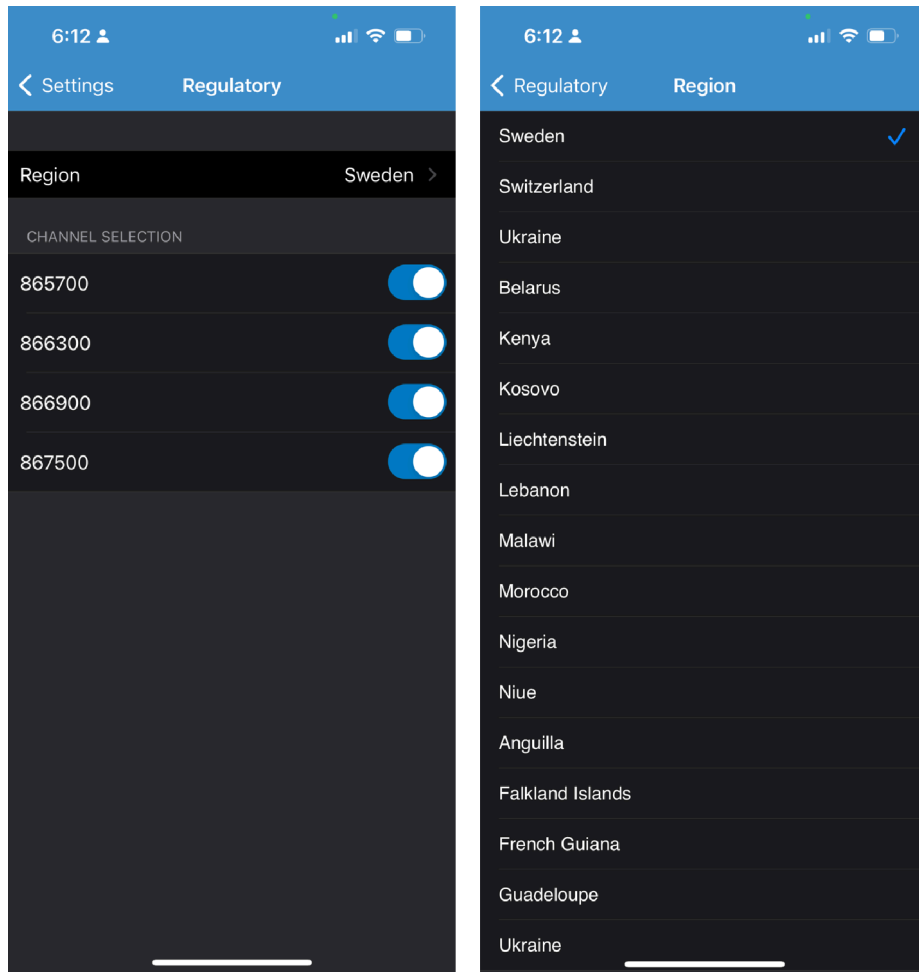 6:12
Settings
Regulatory
Region
Sweden
CHANNEL SELECTION
865700
866300
866900
867500
6:12
Regulatory
Region
Sweden
Switzerland
Ukraine
Belarus
Kenya
Kosovo
Liechtenstein
Lebanon
Malawi
Morocco
Nigeria
Niue
Anguilla
Falkland Islands
French Guiana
Guadeloupe
Ukraine